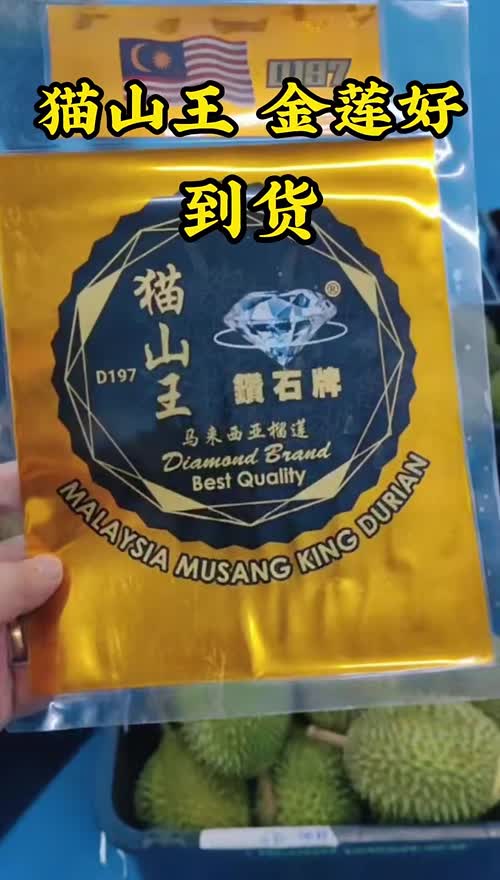 D197
猫山王 金莲好
到货
猫山王
D197
®
鑽石牌
马来西亚榴莲
Diamond Brand
Best Quality
MALAYSIA MUSANG KING DURIAN